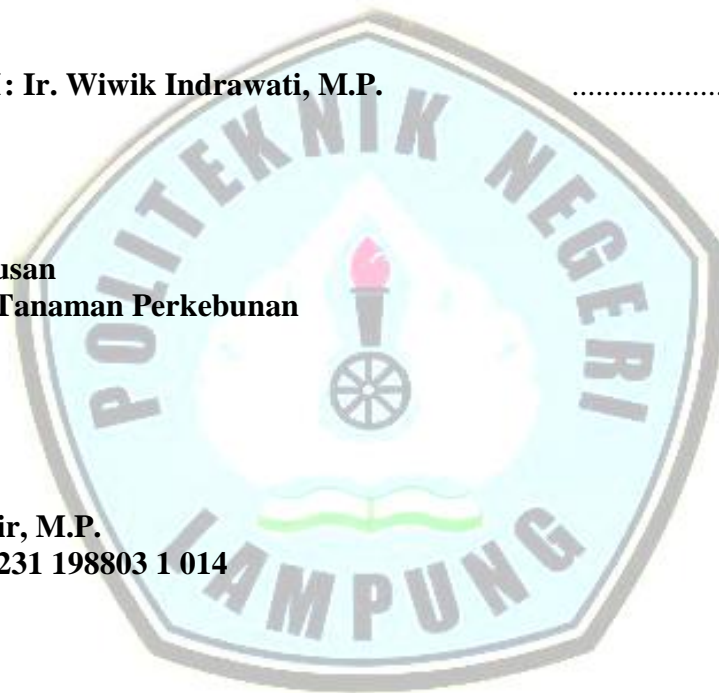 : Ir. Wiwik Indrawati, M.P. ....................
usan
Tanaman Perkebunan
ir, M.P.
231 198803 1 014
POLITEKNIK NEGERI
LAMPUNG